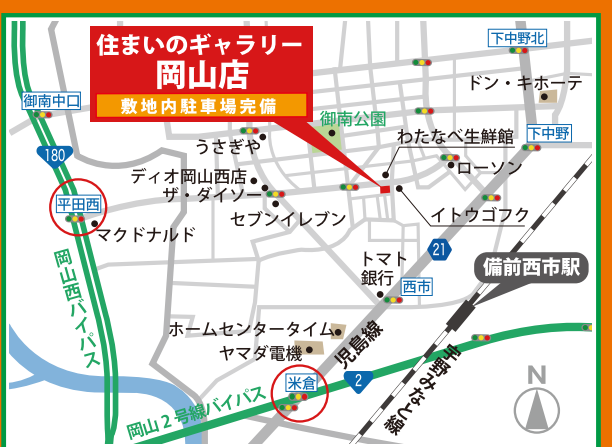 住まいのギャラリー
岡山店
敷地内駐車場完備
下中野北
ドン・キホーテ
御南中口
御南公園
うさぎや
わたなべ生鮮館
下中野
180
ディオ岡山西店
ザ・ダイソー
ローソン
平田西
セブンイレブン
イトウゴフク
マクドナルド
21
岡山西バイパス
トマト
銀行
西市
備前西市駅
ホームセンタータイム
ヤマダ電機
児島線
宇野みなと線
米倉
2
岡山2号線バイパス
N